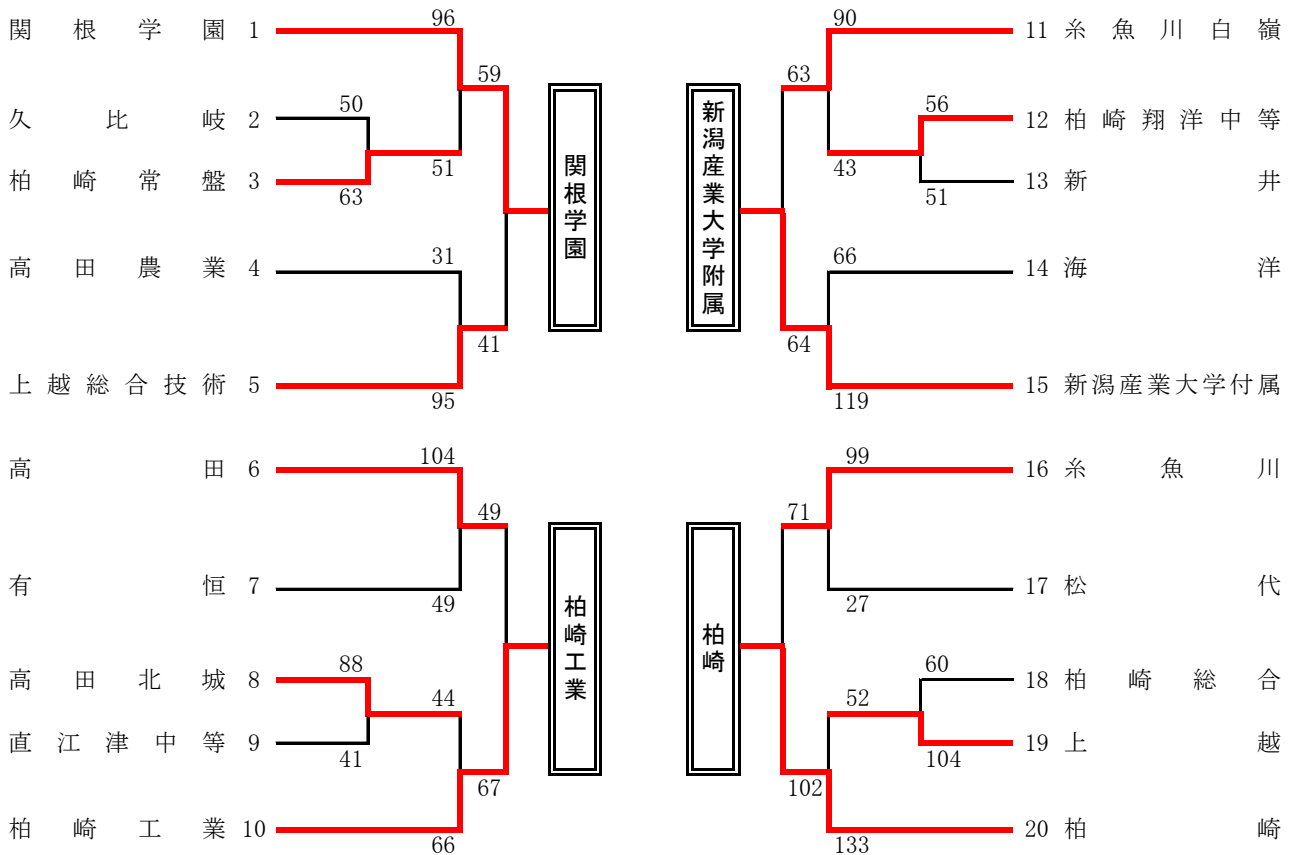 関根学園 1
96
59
久比岐 2
50
柏崎常盤 3
63
51
高田農業 4
31
41
上越総合技術 5
95
関根学園
高田 6
104
49
有恒 7
49
高田北城 8
88
44
直江津中等 9
41
67
柏崎工業 10
66
柏崎工業
90
11 糸魚川白嶺
63
56
12 柏崎翔洋中等
43
51
13 新井
66
14 海洋
64
119
15 新潟産業大学付属
新潟産業大学附属
99
16 糸魚川
71
27
17 松代
60
18 柏崎総合
52
104
19 上越
102
133
20 柏崎
柏崎